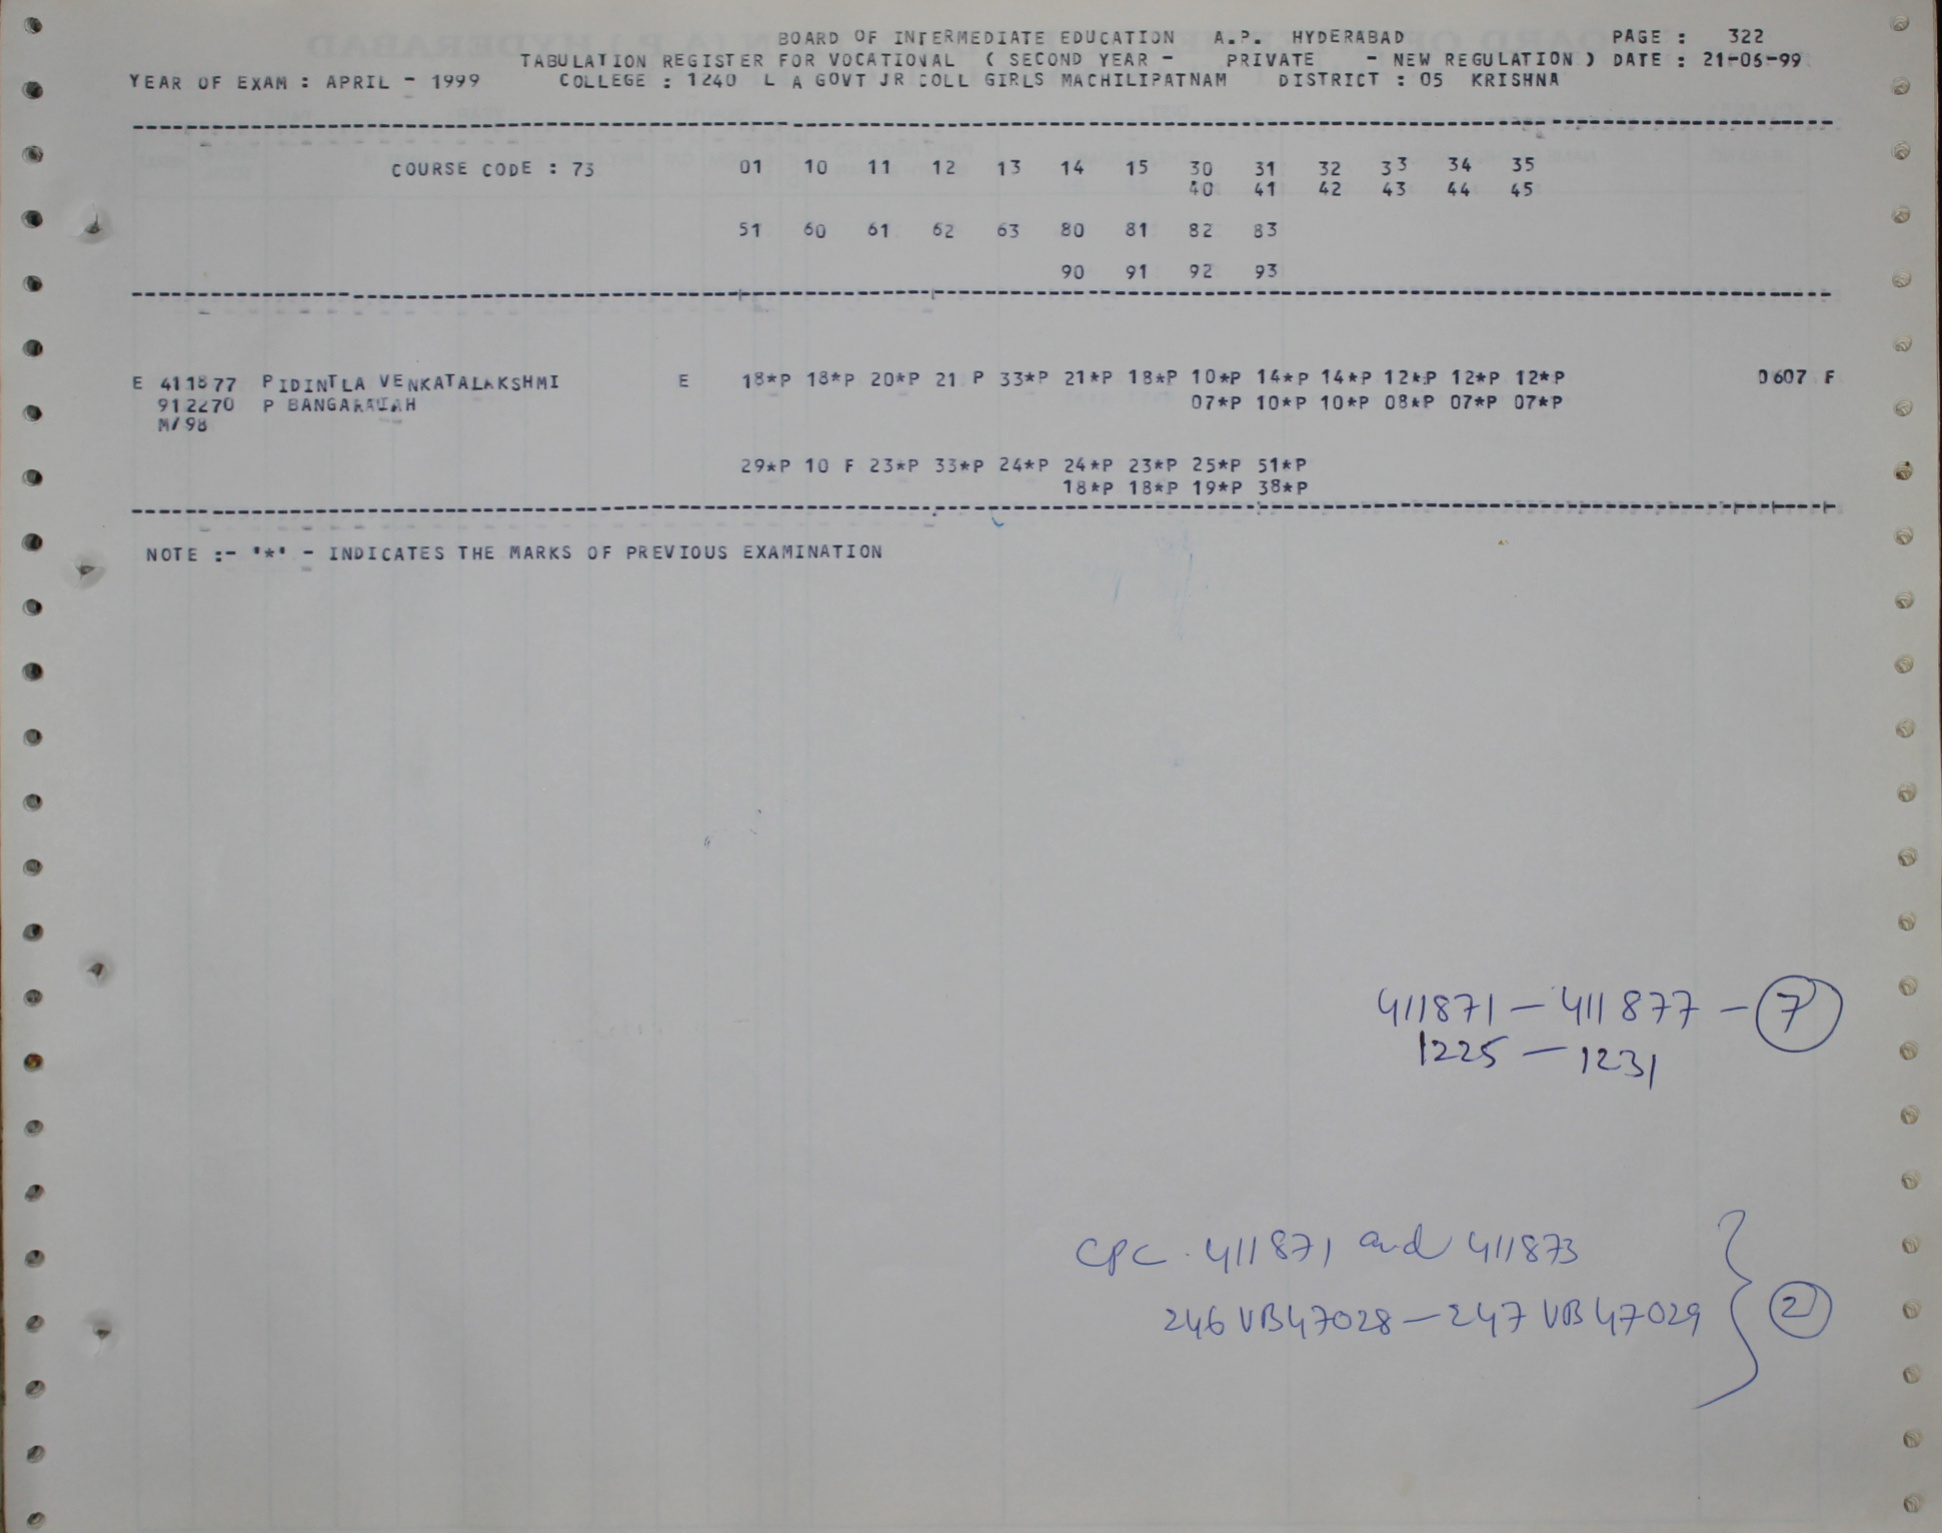 BOARD OF INTERMEDIATE EDUCATION A.P. HYDERABAD PAGE : 322
TABULATION REGISTER FOR VOCATIONAL ( SECOND YEAR - PRIVATE - NEW REGULATION ) DATE : 21-06-99
YEAR OF EXAM : APRIL - 1999 COLLEGE : 1240 L A GOVT JR COLL GIRLS MACHILIPATNAM DISTRICT : 05 KRISHNA
COURSE CODE : 73 01 10 11 12 13 14 15 30 31 32 33 34 35
40 41 42 43 44 45
51 60 61 62 63 80 81 82 83
90 91 92 93
E 411877 PIDINTLA VENKATALAKSHMI E 18*P 18*P 20*P 21 P 33*P 21*P 18*P 10*P 14*P 14*P 12*P 12*P 12*P 0607 F
912270 P BANGARAIAH 07*P 10*P 10*P 08*P 07*P 07*P
M/98
29*P 10 F 23*P 33*P 24*P 24*P 23*P 25*P 51*P
18*P 18*P 19*P 38*P
NOTE :- '*' - INDICATES THE MARKS OF PREVIOUS EXAMINATION
411871 - 411877 - 7
1225 - 1231
CPC. 411871 and 411873
246 VB47028 - 247 VB47029 } 2